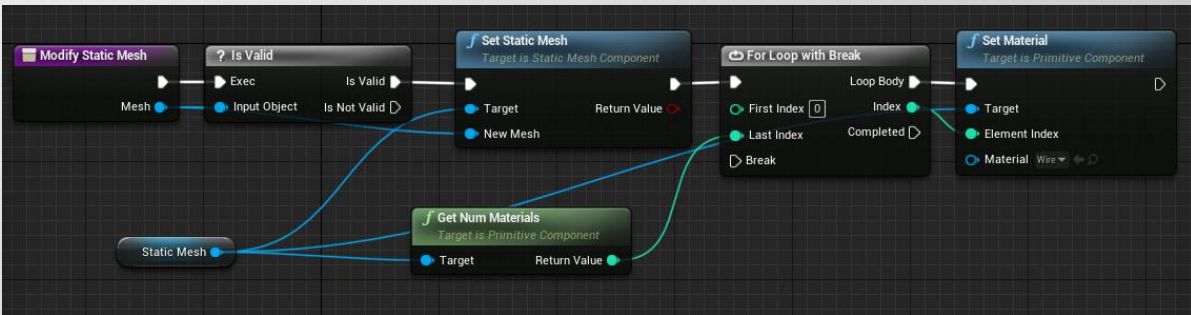 Modify Static Mesh
Mesh
? Is Valid
Exec
Is Valid
Input Object
Is Not Valid
f Set Static Mesh
Target is Static Mesh Component
Target
Return Value
New Mesh
For Loop with Break
Loop Body
First Index 0
Index
Last Index
Completed
Break
f Set Material
Target is Primitive Component
Target
Element Index
Material Wire
Static Mesh
f Get Num Materials
Target is Primitive Component
Target
Return Value